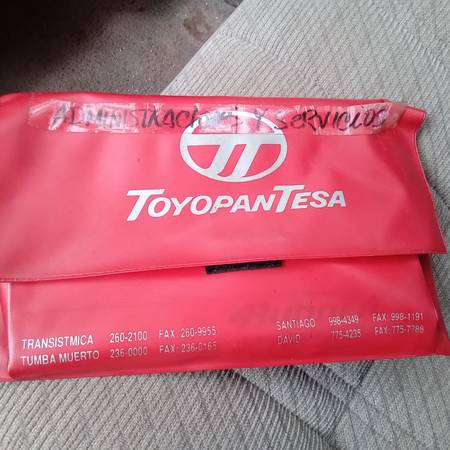 ADMINISTRACIONES Y SERVICIOS
TOYOPANTESA
TRANSISTMICA 260-2100 FAX: 260-9955
TUMBA MUERTO 236-0000 FAX: 236-0165
SANTIAGO 998-4349 FAX: 998-1191
DAVID 775-4235 FAX: 775-7788